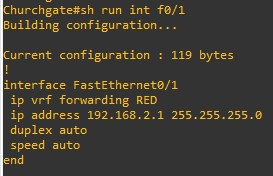 Churchgate#sh run int f0/1
Building configuration...
Current configuration : 119 bytes
!
interface FastEthernet0/1
 ip vrf forwarding RED
 ip address 192.168.2.1 255.255.255.0
 duplex auto
 speed auto
end